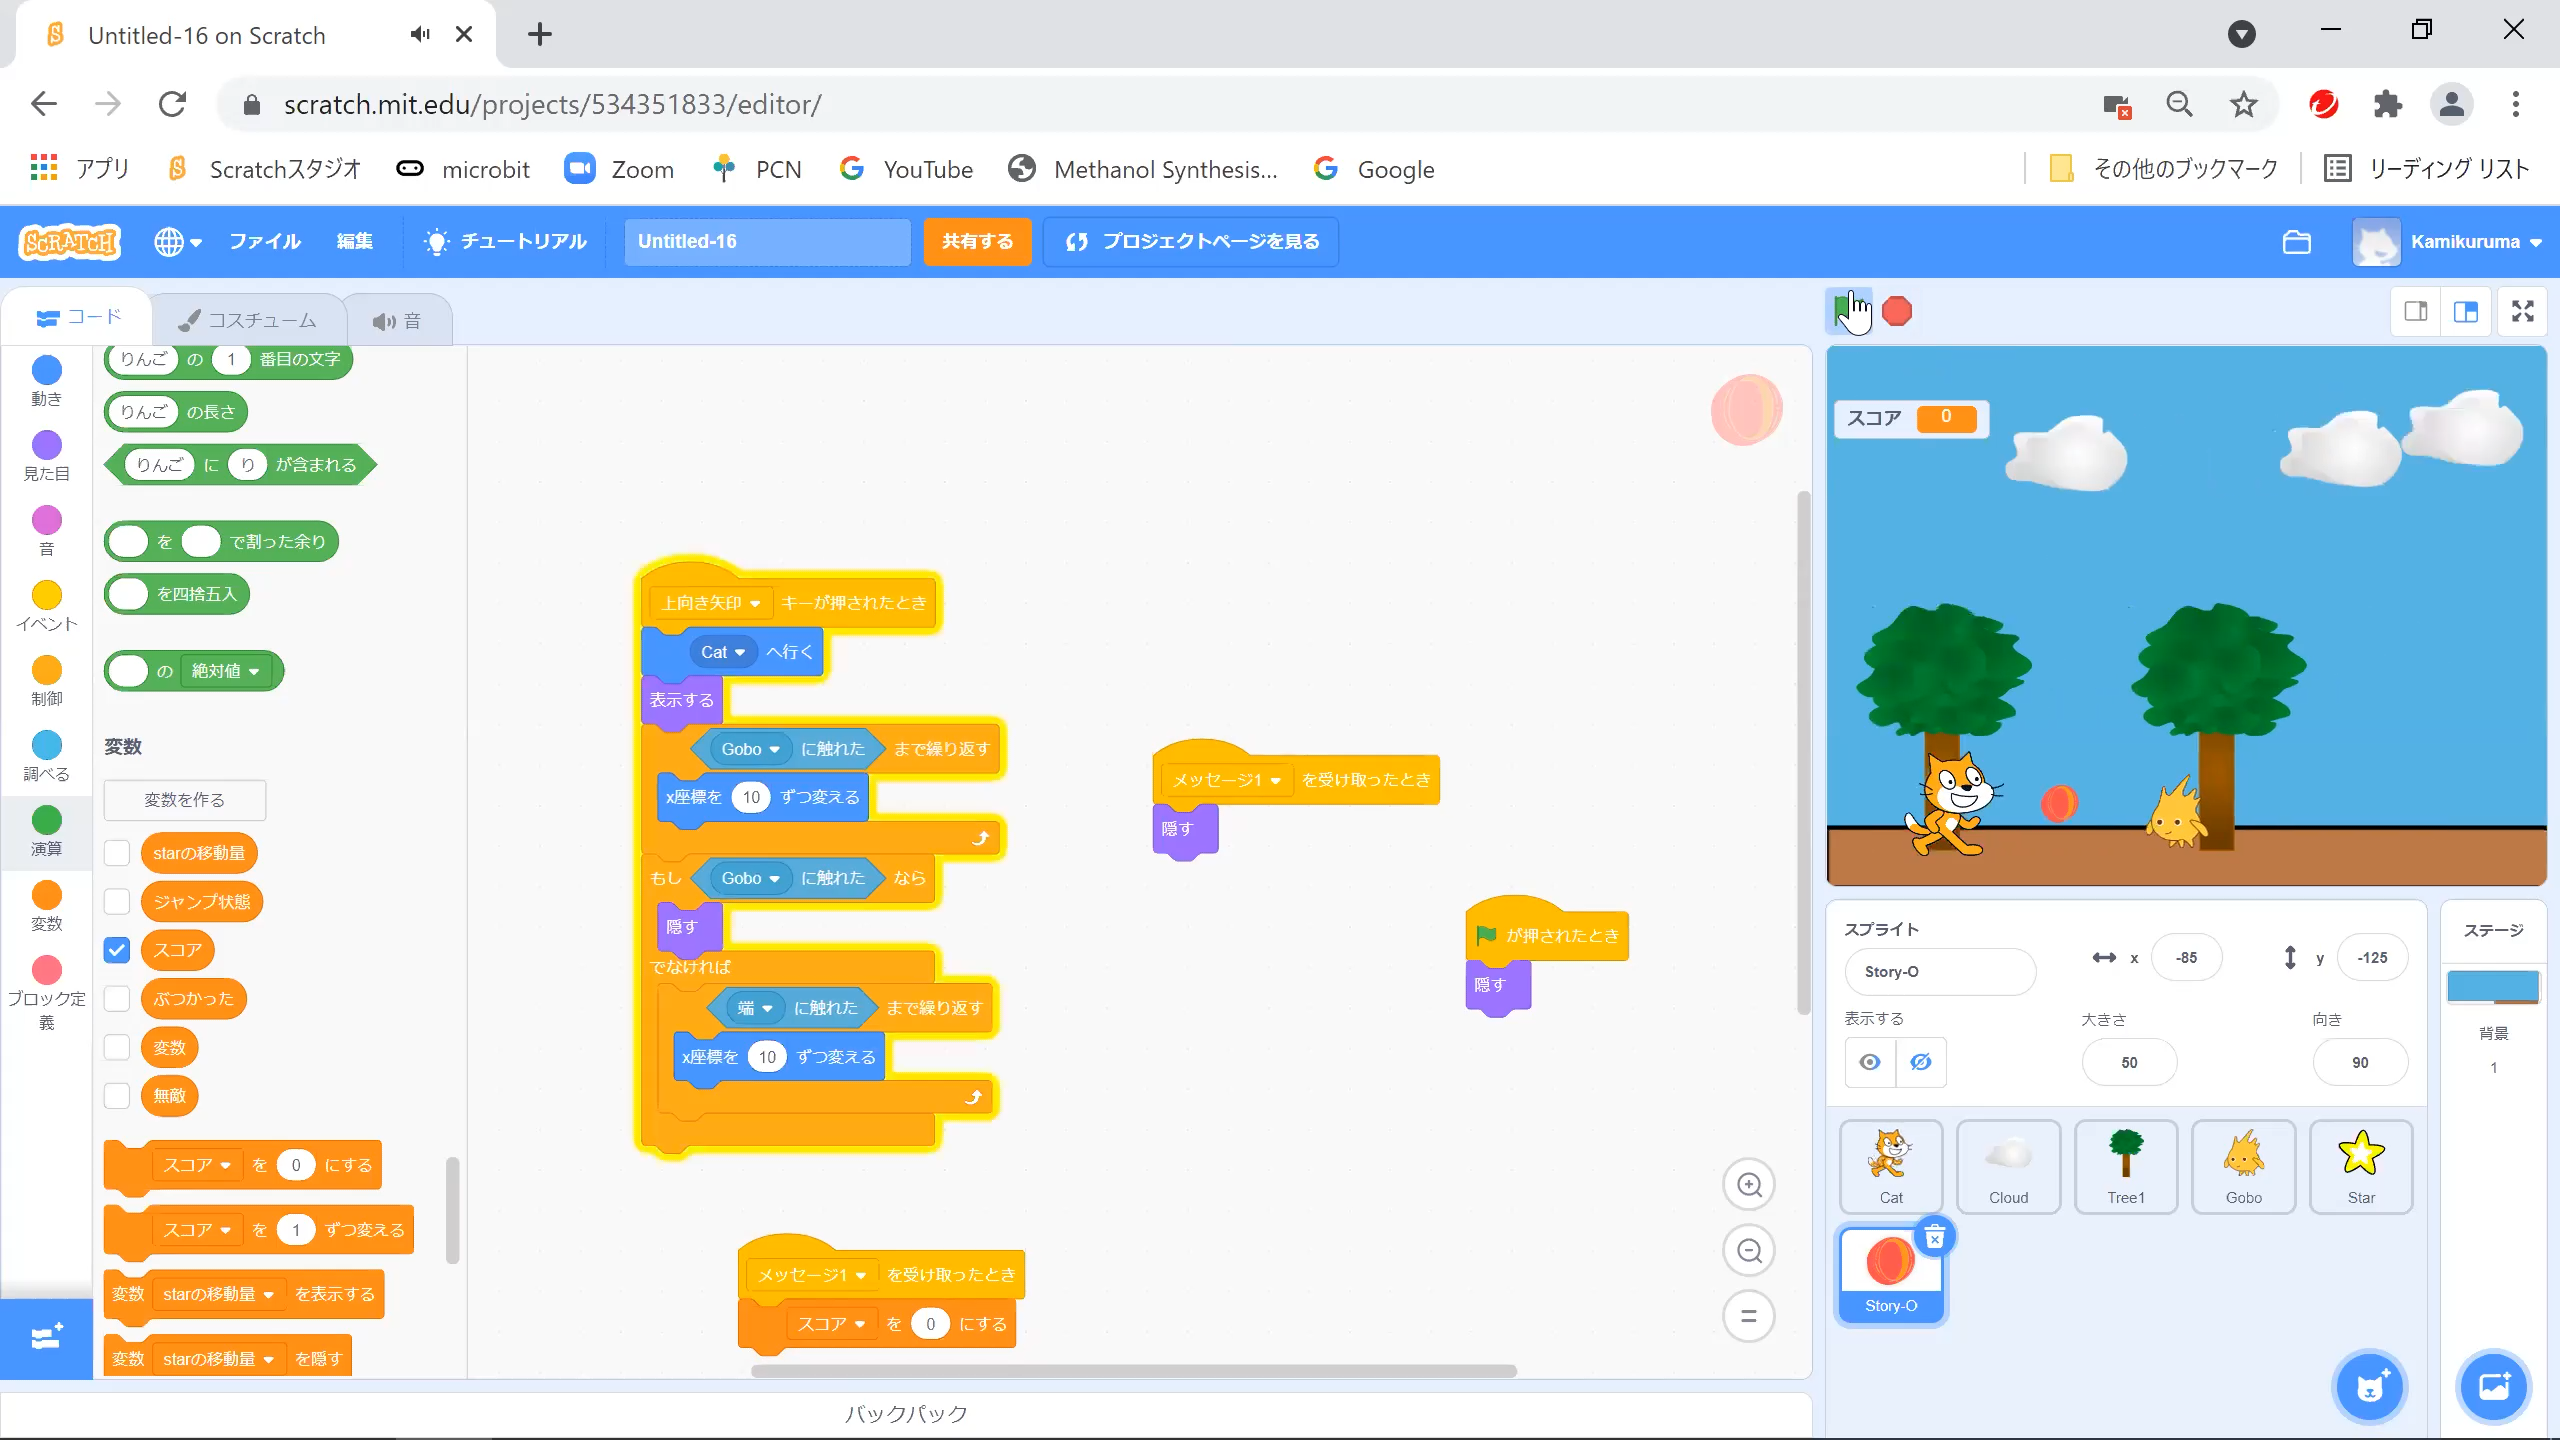 Untitled-16 on Scratch
scratch.mit.edu/projects/534351833/editor/
アプリ Scratchスタジオ microbit Zoom PCN YouTube Methanol Synthesis... Google その他のブックマーク リーディング リスト
SCRATCH ファイル 編集 チュートリアル Untitled-16 共有する プロジェクトページを見る Kamikuruma
コード コスチューム 音
動き
見た目
音
イベント
制御
調べる
演算
変数
ブロック定義
りんご の 1 番目の文字
りんご の長さ
りんご に り が含まれる
を で割った余り
を四捨五入
の 絶対値
変数
変数を作る
starの移動量
ジャンプ状態
スコア
ぶつかった
変数
無敵
スコア を 0 にする
スコア を 1 ずつ変える
変数 starの移動量 を表示する
変数 starの移動量 を隠す
上向き矢印 キーが押されたとき
Cat へ行く
表示する
Gobo に触れた まで繰り返す
x座標を 10 ずつ変える
もし Gobo に触れた なら
隠す
でなければ
端 に触れた まで繰り返す
x座標を 10 ずつ変える
メッセージ1 を受け取ったとき
スコア を 0 にする
メッセージ1 を受け取ったとき
隠す
が押されたとき
隠す
バックパック
スコア 0
スプライト
Story-O
x -85 y -125
表示する 大きさ 50 向き 90
Cat Cloud Tree1 Gobo Star
Story-O
ステージ
背景
1